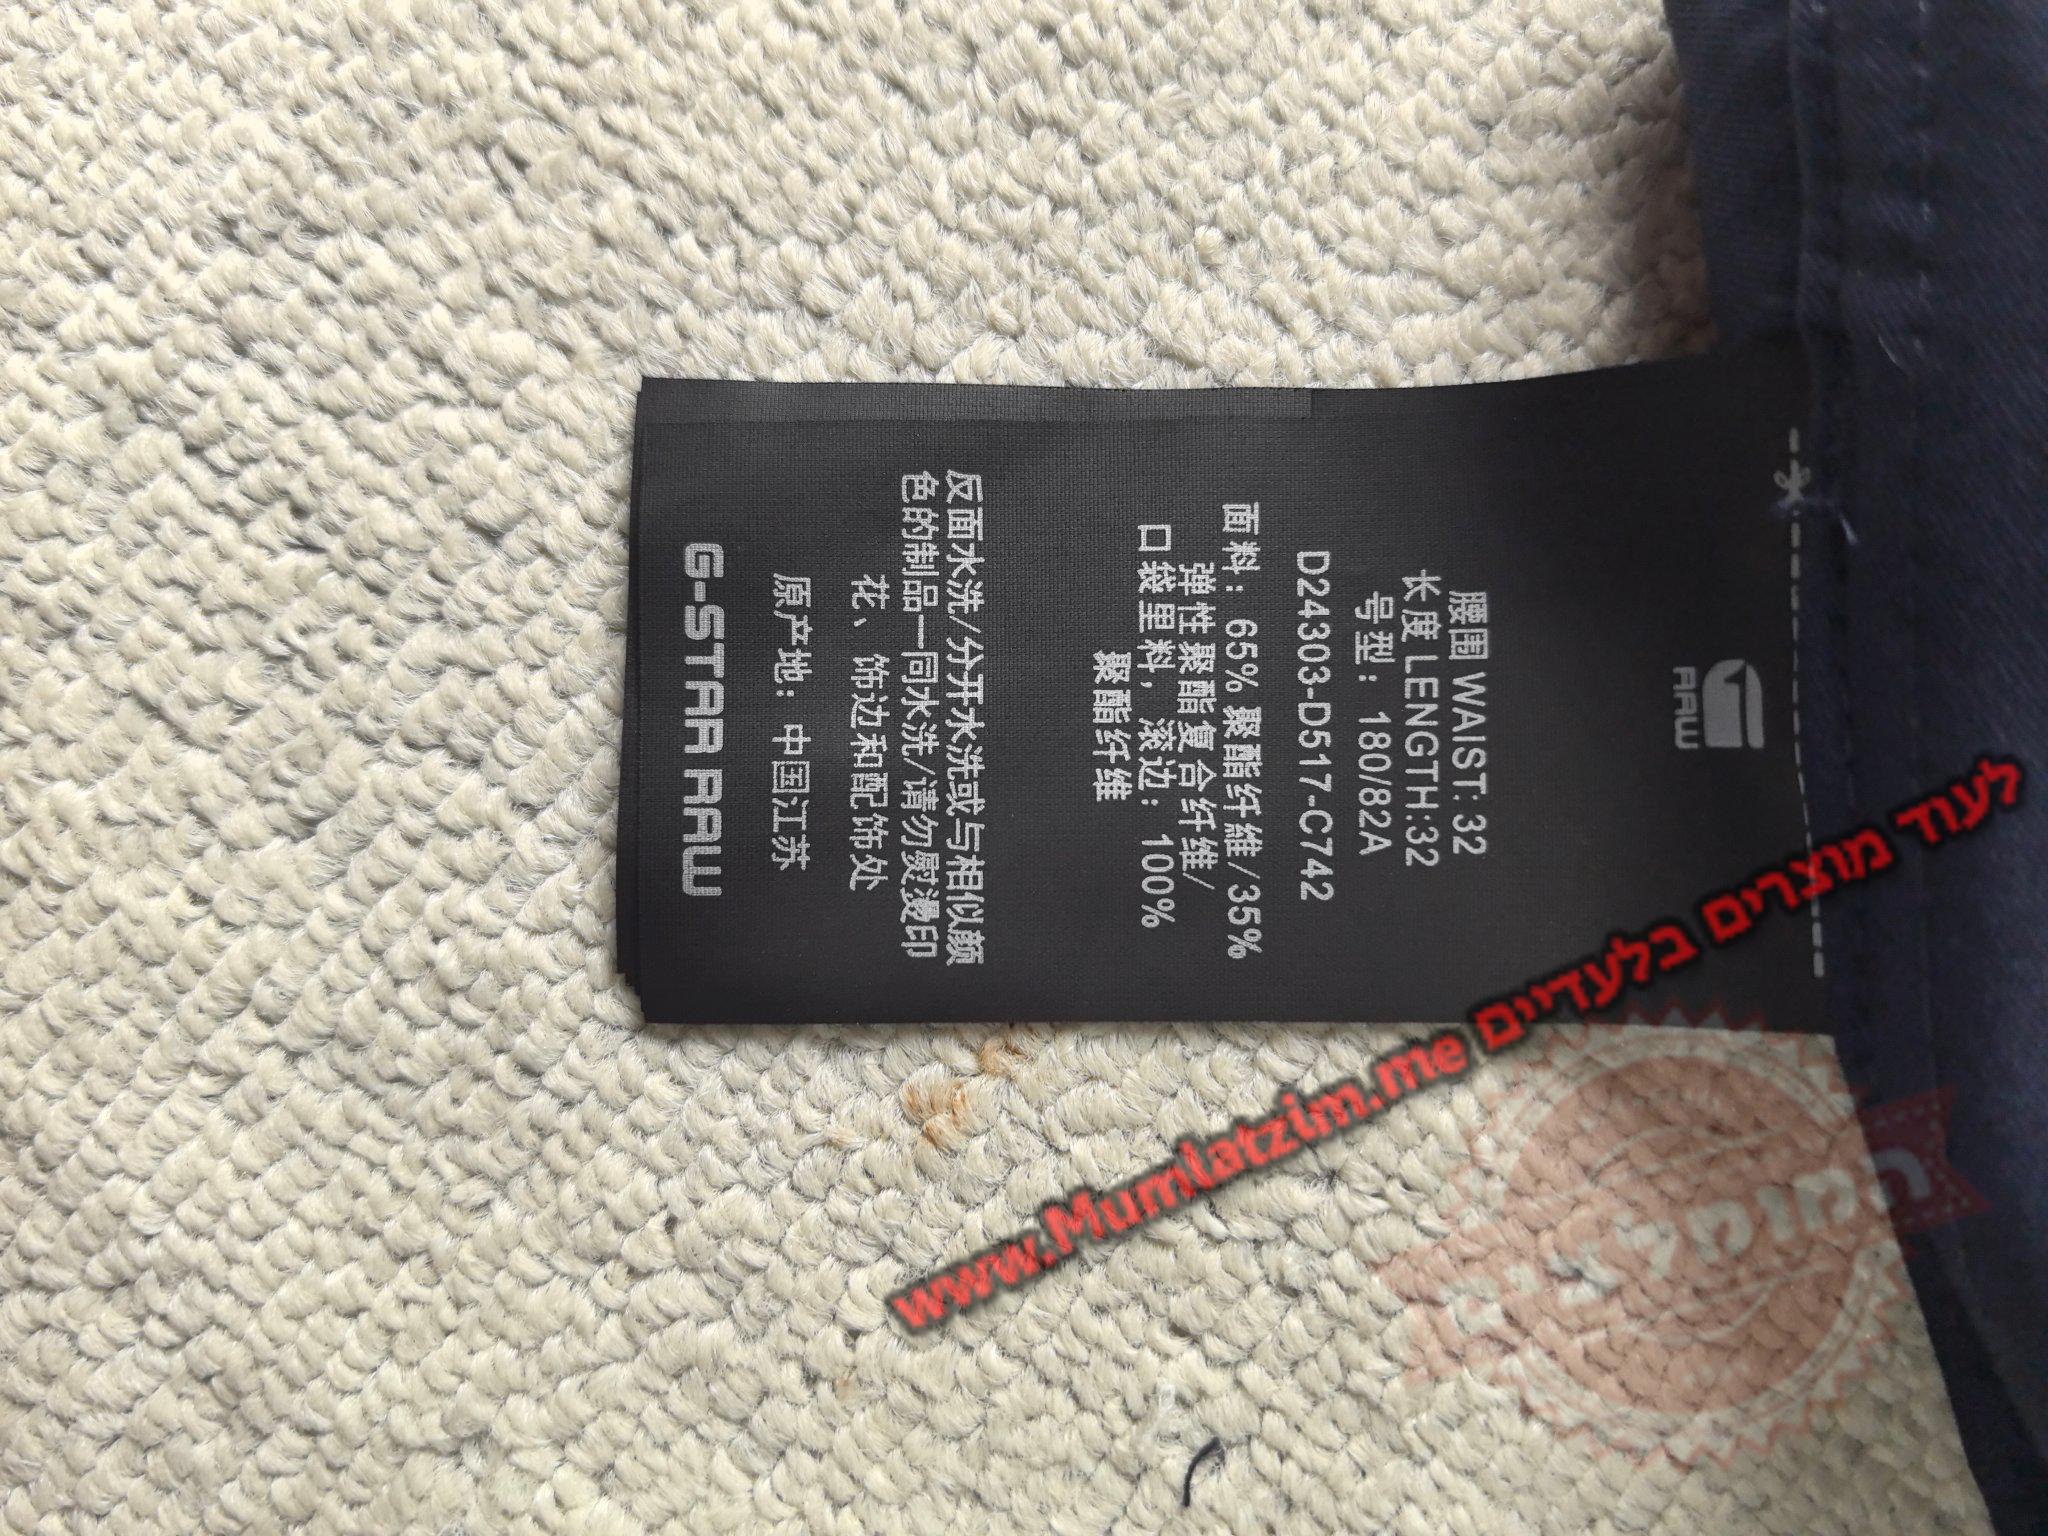 RAW
腰围 WAIST: 32
长度 LENGTH:32
号型: 180/82A
D24303-D517-C742
面料: 65% 聚酯纤维/35%
弹性聚酯复合纤维/
口袋里料, 滚边: 100%
聚酯纤维
反面水洗/分开水洗或与相似颜
色的制品一同水洗/请勿熨烫印
花、饰边和配饰处
原产地: 中国江苏
G-STAR RAW
לעוד מוצרים בלעדיים www.Mumlatzim.me
המומלצים